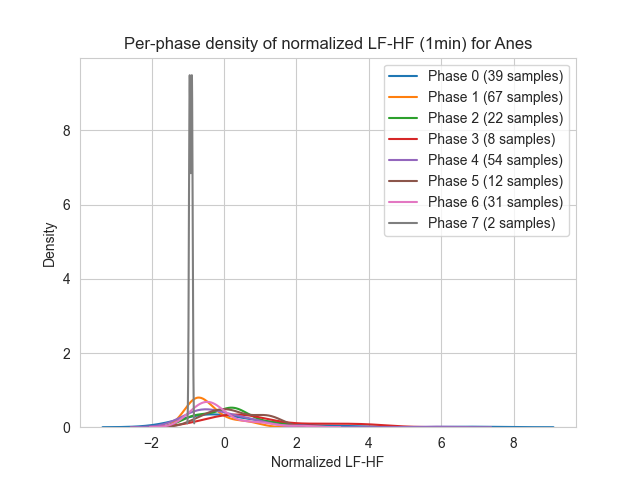 Per-phase density of normalized LF-HF (1min) for Anes
Phase 0 (39 samples)
Phase 1 (67 samples)
Phase 2 (22 samples)
Phase 3 (8 samples)
Phase 4 (54 samples)
Phase 5 (12 samples)
Phase 6 (31 samples)
Phase 7 (2 samples)
Density
8
6
4
2
0
−2 0 2 4 6 8
Normalized LF-HF